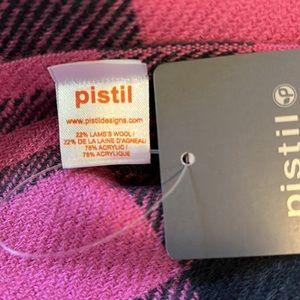 pistil
www.pistildesigns.com
22% LAMB'S WOOL /
22% DE LA LAINE D'AGNEAU
78% ACRYLIC /
78% ACRYLIQUE
pistil